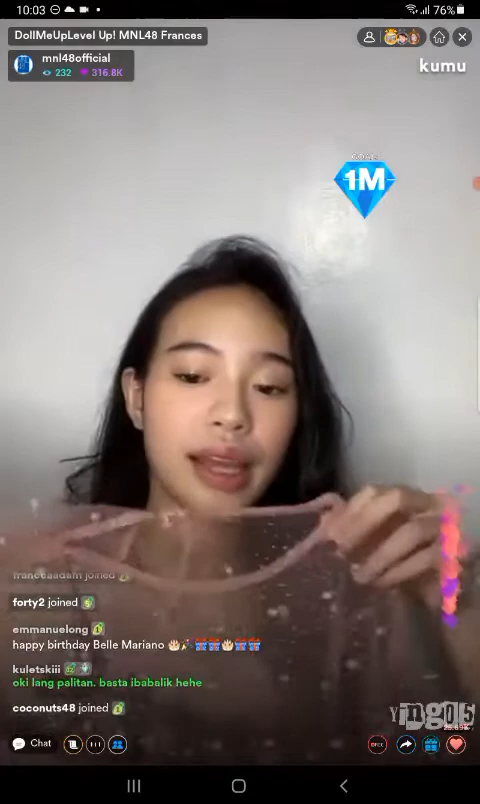 10:03
76%
DollMeUpLevel Up! MNL48 Frances
mnl48official
232 316.8K
kumu
1M
franceaadam joined
forty2 joined
emmanuelong
happy birthday Belle Mariano
kuletskiii
oki lang palitan. basta ibabalik hehe
coconuts48 joined
Chat